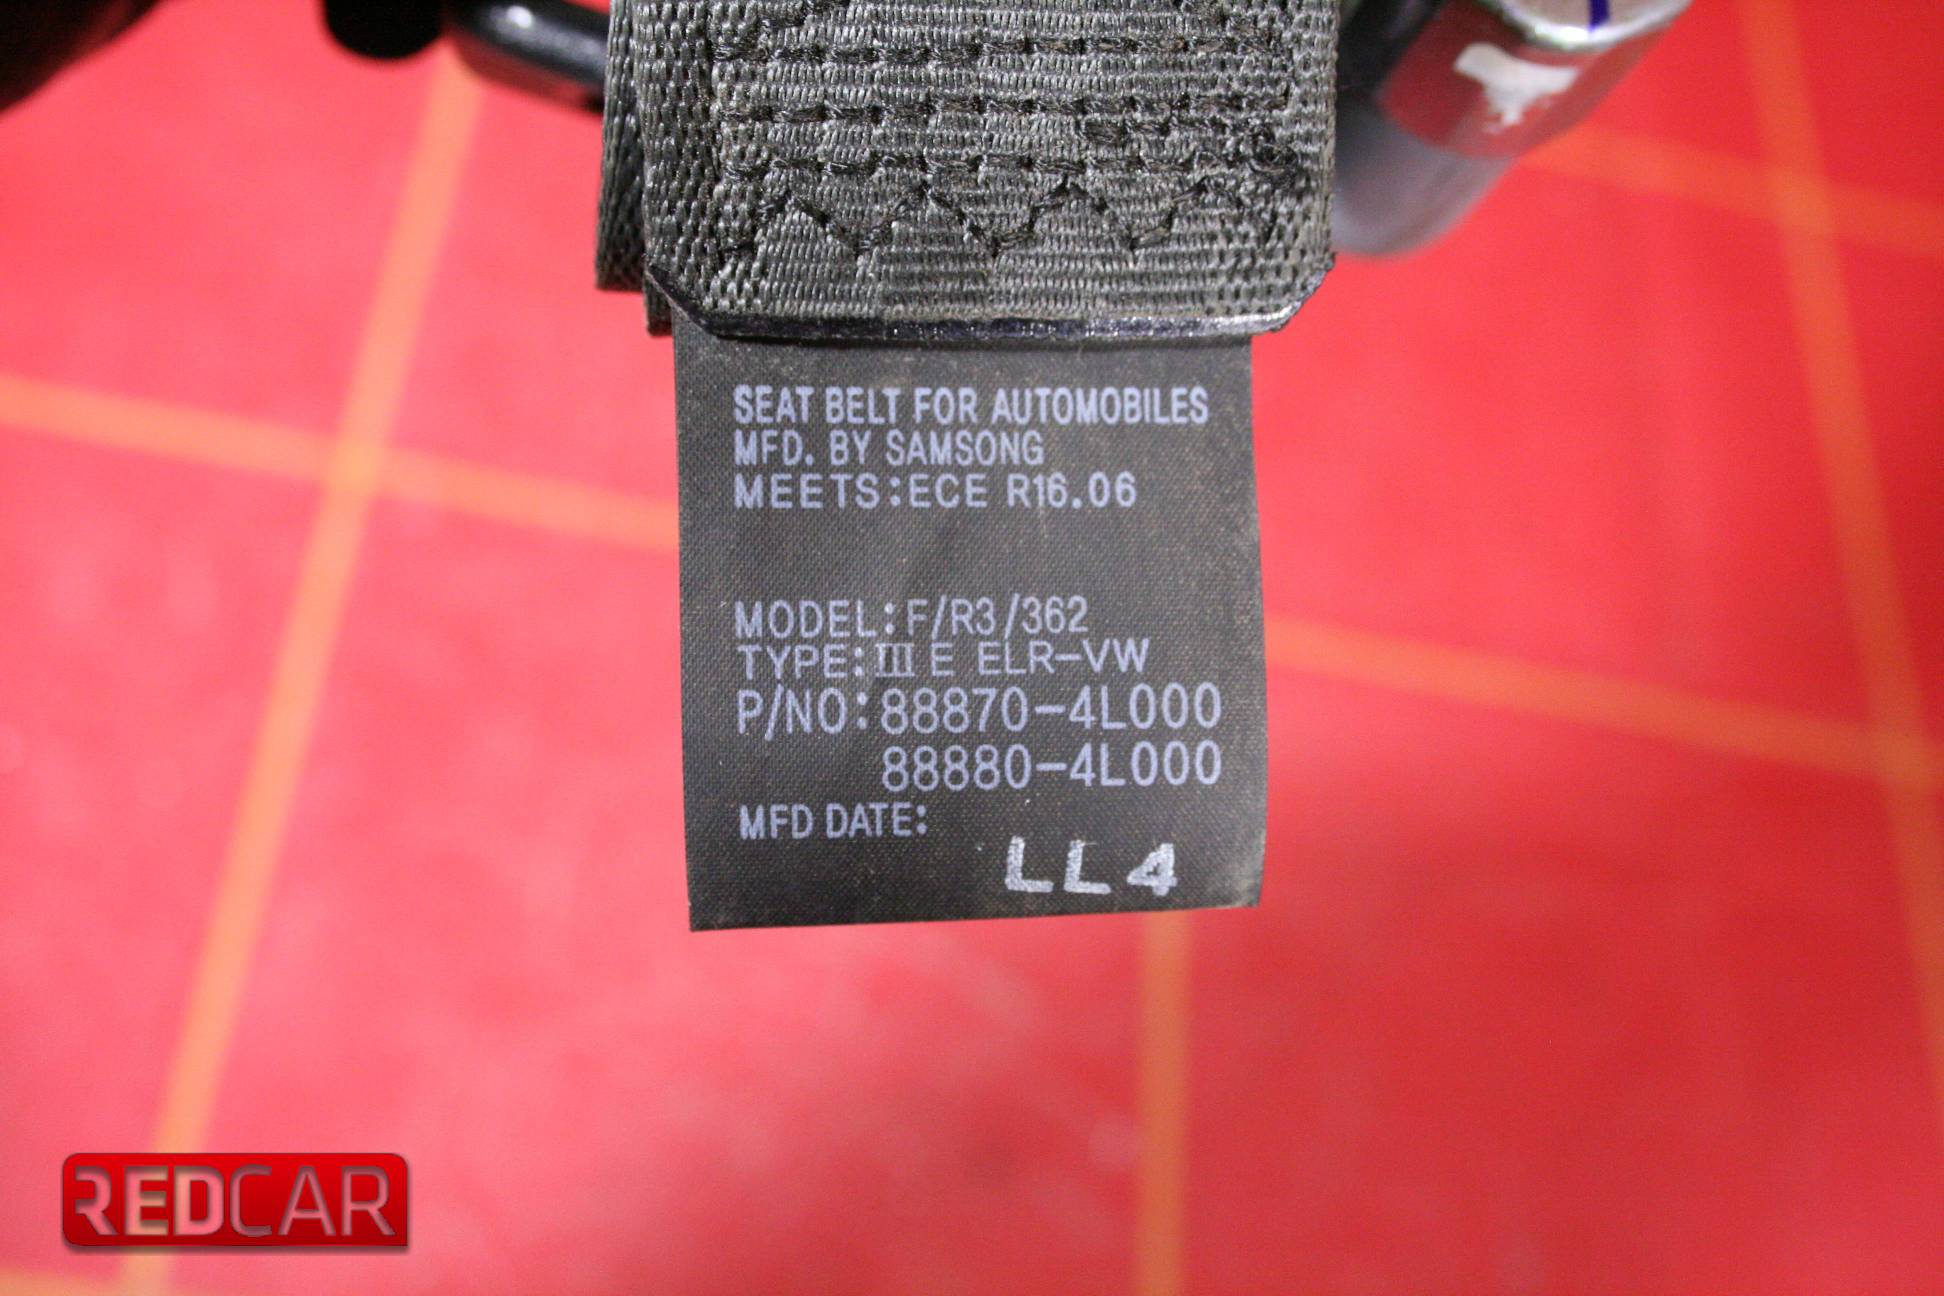 SEAT BELT FOR AUTOMOBILES
MFD. BY SAMSONG
MEETS:ECE R16.06
MODEL:F/R3/362
TYPE:III E ELR-VW
P/NO:88870-4L000
88880-4L000
MFD DATE:
LL4
REDCAR